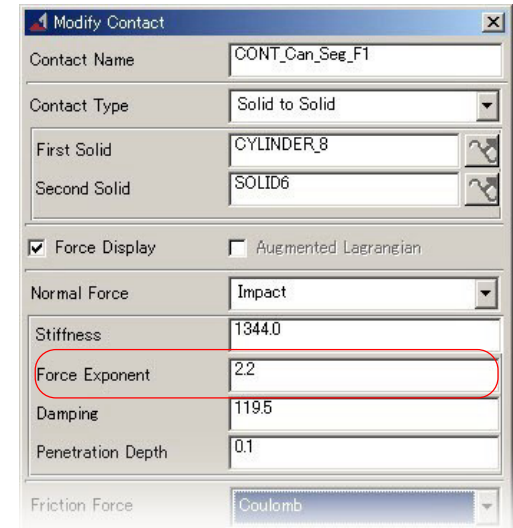 Modify Contact
Contact Name CONT_Can_Seg_F1
Contact Type Solid to Solid
First Solid CYLINDER_8
Second Solid SOLID6
Force Display Augmented Lagrangian
Normal Force Impact
Stiffness 1344.0
Force Exponent 2.2
Damping 119.5
Penetration Depth 0.1
Friction Force Coulomb